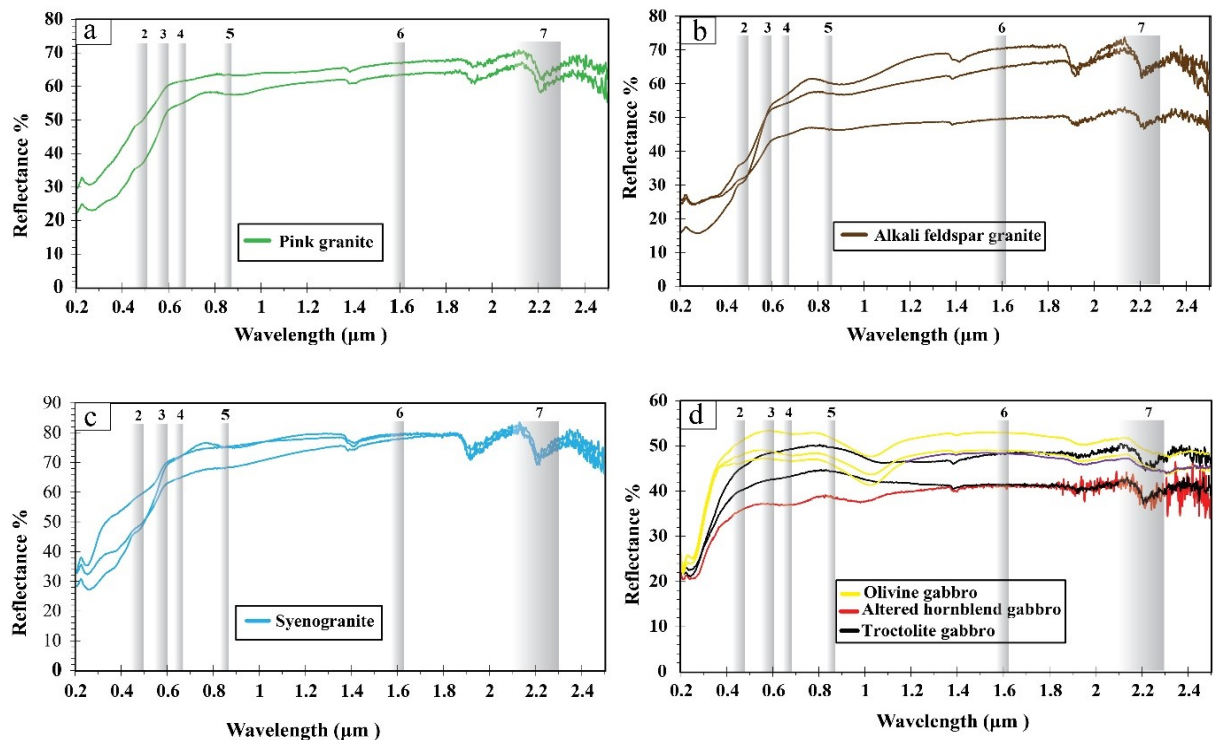 a
2 3 4 5 6 7
80
70
60
50
40
30
20
10
0
Reflectance %
0.2 0.4 0.6 0.8 1 1.2 1.4 1.6 1.8 2 2.2 2.4
Wavelength (μm )
Pink granite
b
2 3 4 5 6 7
80
70
60
50
40
30
20
10
0
Reflectance %
0.2 0.4 0.6 0.8 1 1.2 1.4 1.6 1.8 2 2.2 2.4
Wavelength (μm )
Alkali feldspar granite
c
2 3 4 5 6 7
90
80
70
60
50
40
30
20
10
0
Reflectance %
0.2 0.4 0.6 0.8 1 1.2 1.4 1.6 1.8 2 2.2 2.4
Wavelength (μm )
Syenogranite
d
2 3 4 5 6 7
60
50
40
30
20
10
0
Reflectance %
0.2 0.4 0.6 0.8 1 1.2 1.4 1.6 1.8 2 2.2 2.4
Wavelength (μm )
Olivine gabbro
Altered hornblend gabbro
Troctolite gabbro